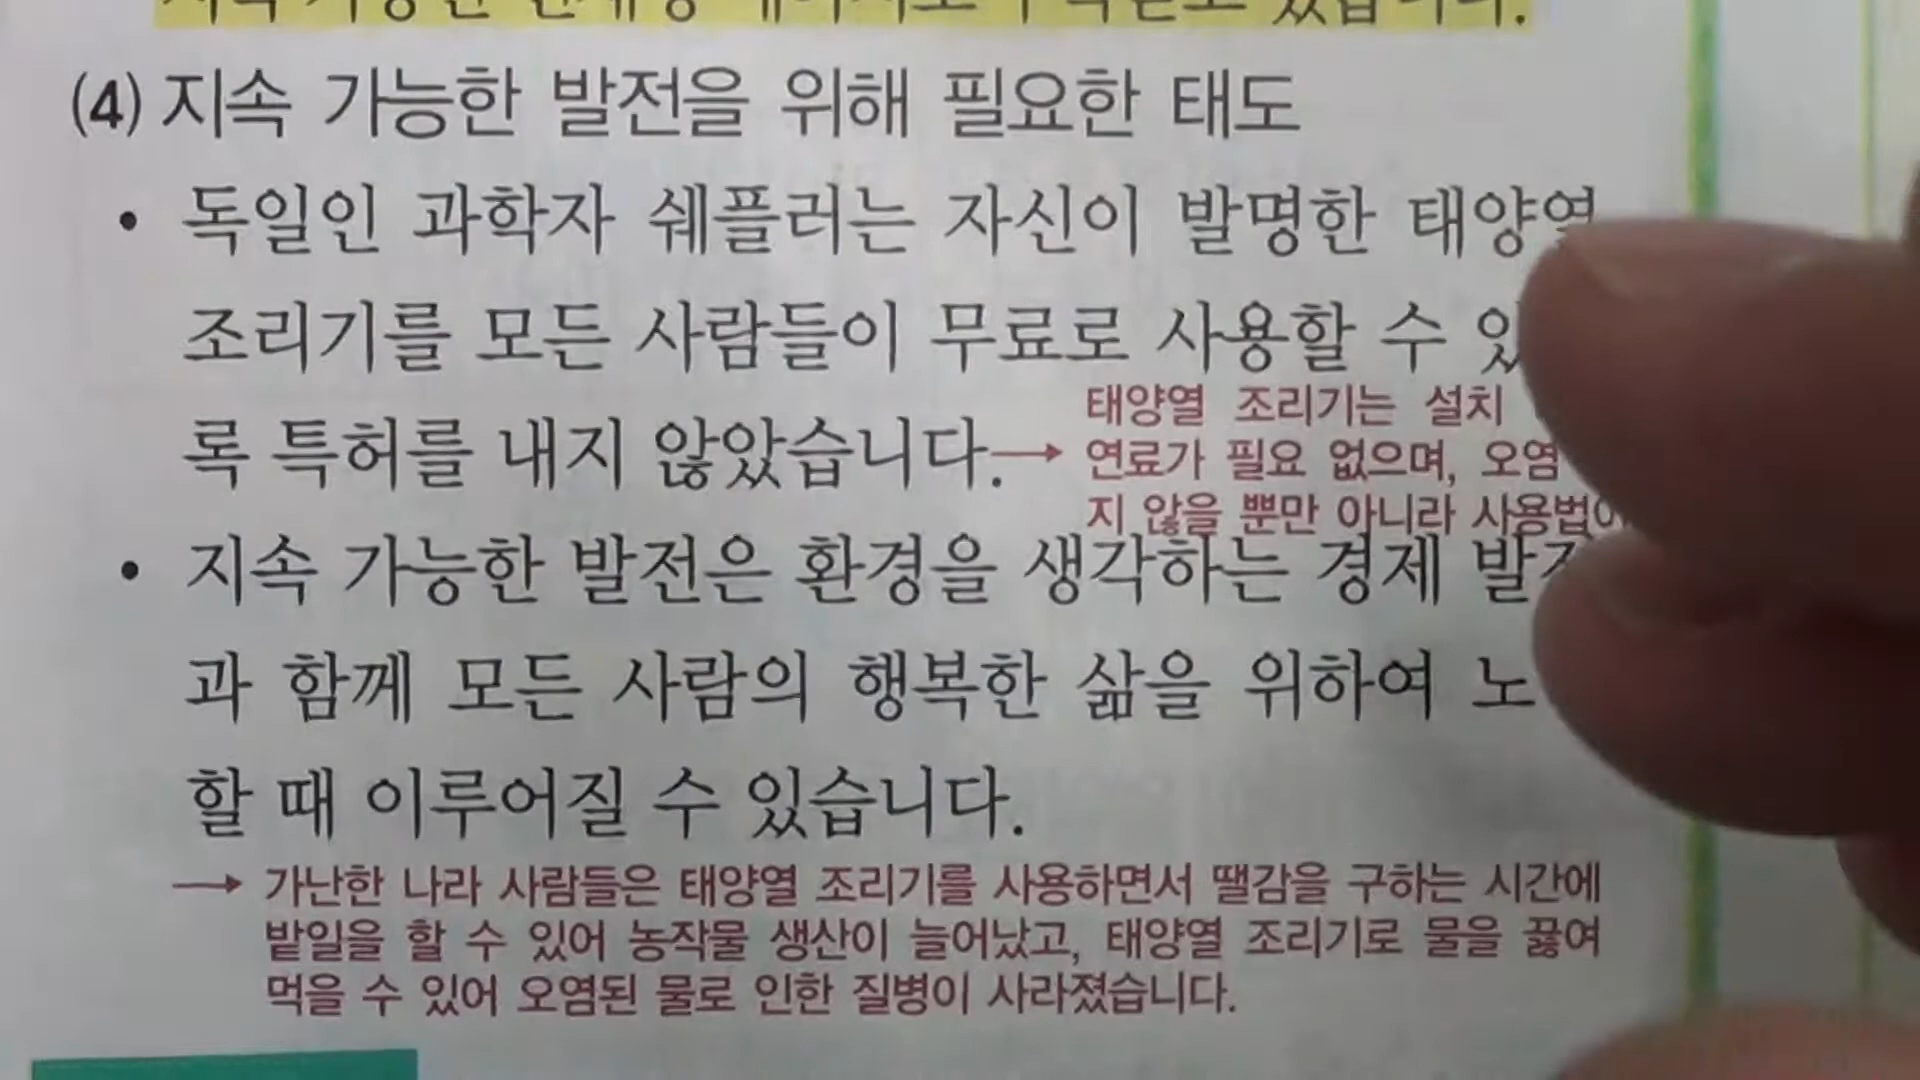 (4) 지속 가능한 발전을 위해 필요한 태도
• 독일인 과학자 쉐플러는 자신이 발명한 태양열
조리기를 모든 사람들이 무료로 사용할 수
록 특허를 내지 않았습니다.→
태양열 조리기는 설치
연료가 필요 없으며, 오염
지 않을 뿐만 아니라 사용법이
• 지속 가능한 발전은 환경을 생각하는 경제
과 함께 모든 사람의 행복한 삶을 위하여
할 때 이루어질 수 있습니다.
→ 가난한 나라 사람들은 태양열 조리기를 사용하면서 땔감을 구하는 시간에
밭일을 할 수 있어 농작물 생산이 늘어났고, 태양열 조리기로 물을 끓여
먹을 수 있어 오염된 물로 인한 질병이 사라졌습니다.